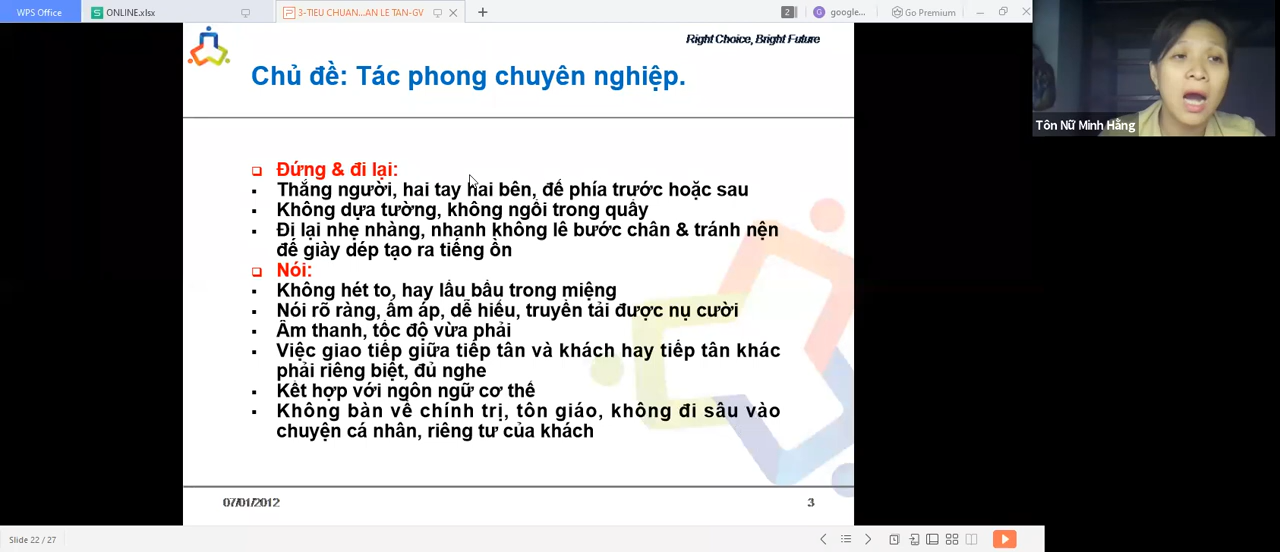 WPS Office
ONLINE.xlsx
3-TIEU CHUAN...AN LE TAN-GV
2
G google...
Go Premium
Right Choice, Bright Future
Chủ đề: Tác phong chuyên nghiệp.
Tôn Nữ Minh Hằng
Đứng & đi lại:
Thẳng người, hai tay hai bên, để phía trước hoặc sau
Không dựa tường, không ngồi trong quầy
Đi lại nhẹ nhàng, nhanh không lê bước chân & tránh nện
đế giày dép tạo ra tiếng ồn
Nói:
Không hét to, hay lầu bầu trong miệng
Nói rõ ràng, ấm áp, dễ hiểu, truyền tải được nụ cười
Âm thanh, tốc độ vừa phải
Việc giao tiếp giữa tiếp tân và khách hay tiếp tân khác
phải riêng biệt, đủ nghe
Kết hợp với ngôn ngữ cơ thể
Không bàn về chính trị, tôn giáo, không đi sâu vào
chuyện cá nhân, riêng tư của khách
07/01/2012
3
Slide 22 / 27